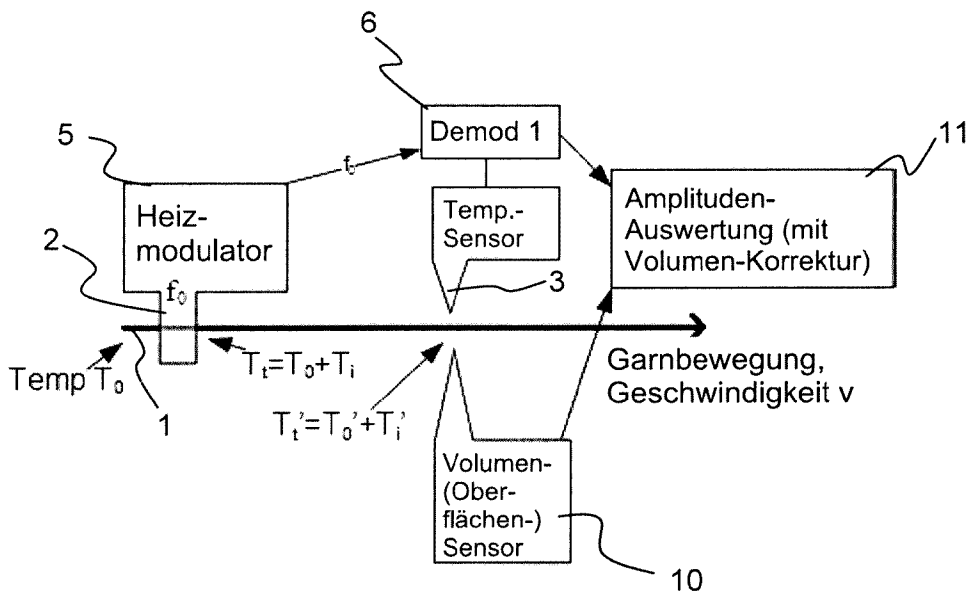 6
Demod 1
5
f₀
11
Heiz-
modulator
Temp.-
Sensor
Amplituden-
Auswertung (mit
Volumen-Korrektur)
2
f₀
3
Temp T₀
Tₜ=T₀+Tᵢ
Garnbewegung,
Geschwindigkeit v
1
Tₜ'=T₀'+Tᵢ'
Volumen-
(Ober-
flächen-)
Sensor
10